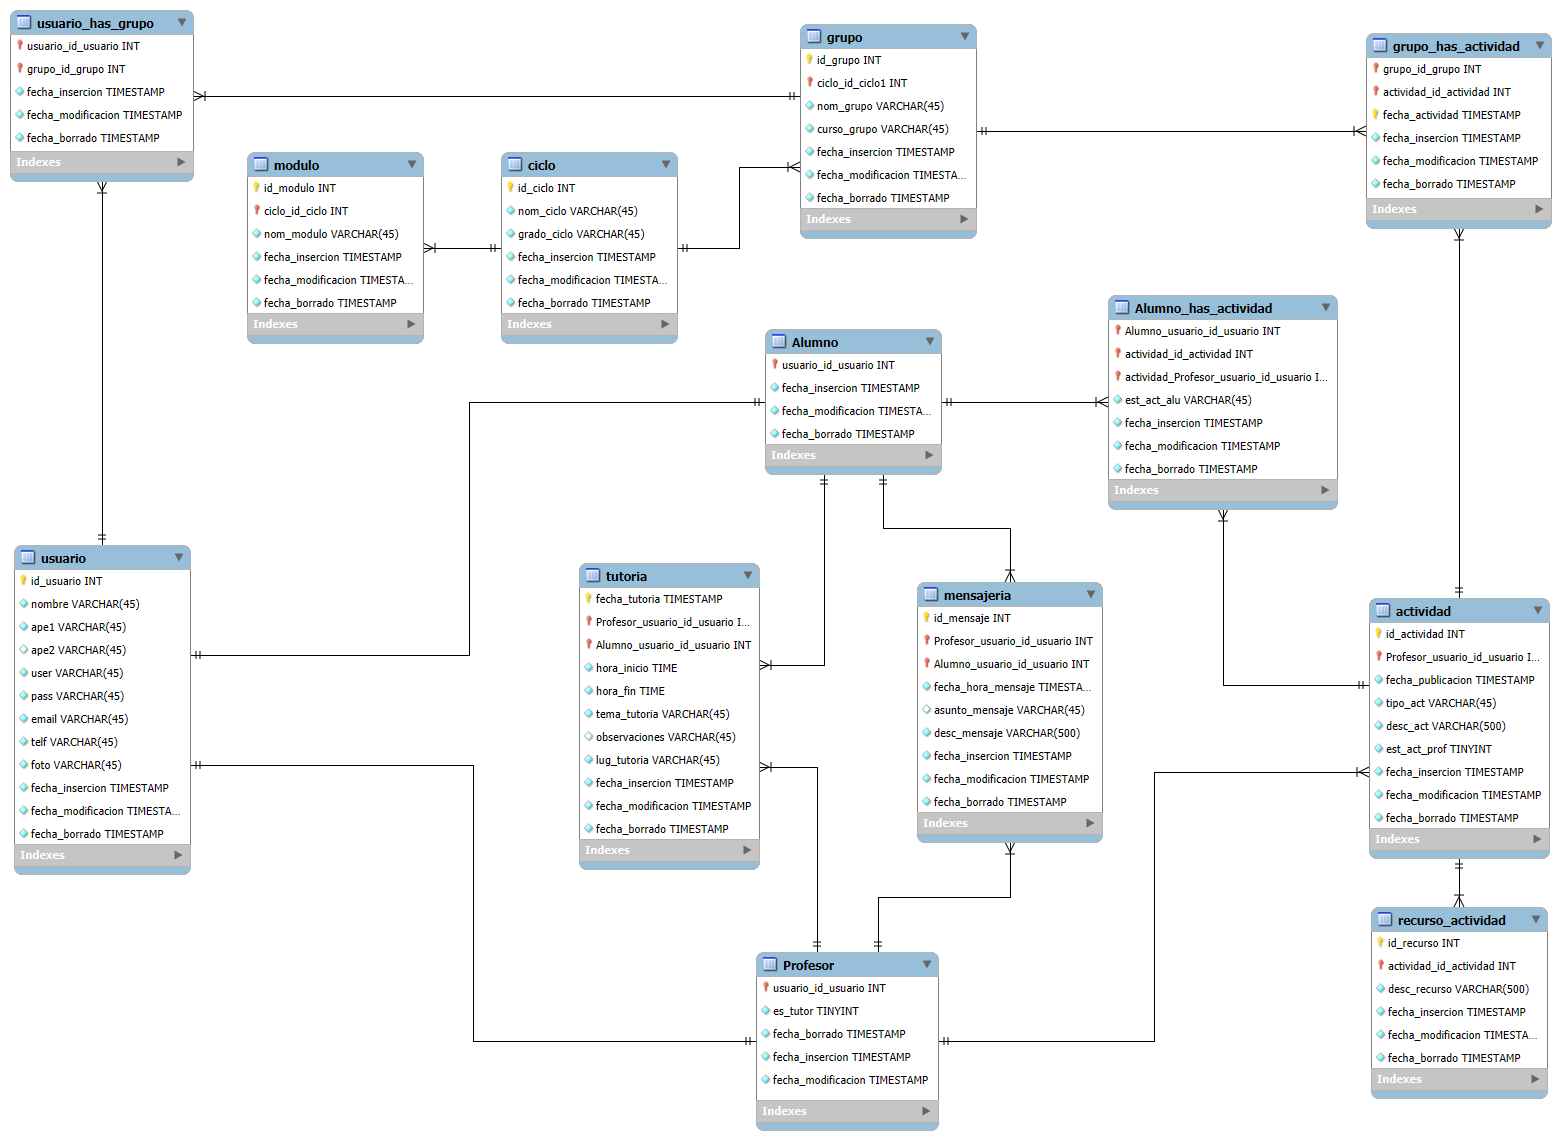 usuario_has_grupo
usuario_id_usuario INT
grupo_id_grupo INT
fecha_insercion TIMESTAMP
fecha_modificacion TIMESTAMP
fecha_borrado TIMESTAMP
Indexes
grupo
id_grupo INT
ciclo_id_ciclo1 INT
nom_grupo VARCHAR(45)
curso_grupo VARCHAR(45)
fecha_insercion TIMESTAMP
fecha_modificacion TIMESTA...
fecha_borrado TIMESTAMP
Indexes
grupo_has_actividad
grupo_id_grupo INT
actividad_id_actividad INT
fecha_actividad TIMESTAMP
fecha_insercion TIMESTAMP
fecha_modificacion TIMESTAMP
fecha_borrado TIMESTAMP
Indexes
modulo
id_modulo INT
ciclo_id_ciclo INT
nom_modulo VARCHAR(45)
fecha_insercion TIMESTAMP
fecha_modificacion TIMESTA...
fecha_borrado TIMESTAMP
Indexes
ciclo
id_ciclo INT
nom_ciclo VARCHAR(45)
grado_ciclo VARCHAR(45)
fecha_insercion TIMESTAMP
fecha_modificacion TIMESTA...
fecha_borrado TIMESTAMP
Indexes
Alumno
usuario_id_usuario INT
fecha_insercion TIMESTAMP
fecha_modificacion TIMESTA...
fecha_borrado TIMESTAMP
Indexes
Alumno_has_actividad
Alumno_usuario_id_usuario INT
actividad_id_actividad INT
actividad_Profesor_usuario_id_usuario I...
est_act_alu VARCHAR(45)
fecha_insercion TIMESTAMP
fecha_modificacion TIMESTAMP
fecha_borrado TIMESTAMP
Indexes
usuario
id_usuario INT
nombre VARCHAR(45)
ape1 VARCHAR(45)
ape2 VARCHAR(45)
user VARCHAR(45)
pass VARCHAR(45)
email VARCHAR(45)
telf VARCHAR(45)
foto VARCHAR(45)
fecha_insercion TIMESTAMP
fecha_modificacion TIMESTA...
fecha_borrado TIMESTAMP
Indexes
tutoria
fecha_tutoria TIMESTAMP
Profesor_usuario_id_usuario I...
Alumno_usuario_id_usuario INT
hora_inicio TIME
hora_fin TIME
tema_tutoria VARCHAR(45)
observaciones VARCHAR(45)
lug_tutoria VARCHAR(45)
fecha_insercion TIMESTAMP
fecha_modificacion TIMESTAMP
fecha_borrado TIMESTAMP
Indexes
mensajeria
id_mensaje INT
Profesor_usuario_id_usuario INT
Alumno_usuario_id_usuario INT
fecha_hora_mensaje TIMESTA...
asunto_mensaje VARCHAR(45)
desc_mensaje VARCHAR(500)
fecha_insercion TIMESTAMP
fecha_modificacion TIMESTAMP
fecha_borrado TIMESTAMP
Indexes
actividad
id_actividad INT
Profesor_usuario_id_usuario I...
fecha_publicacion TIMESTAMP
tipo_act VARCHAR(45)
desc_act VARCHAR(500)
est_act_prof TINYINT
fecha_insercion TIMESTAMP
fecha_modificacion TIMESTAMP
fecha_borrado TIMESTAMP
Indexes
Profesor
usuario_id_usuario INT
es_tutor TINYINT
fecha_borrado TIMESTAMP
fecha_insercion TIMESTAMP
fecha_modificacion TIMESTAMP
Indexes
recurso_actividad
id_recurso INT
actividad_id_actividad INT
desc_recurso VARCHAR(500)
fecha_insercion TIMESTAMP
fecha_modificacion TIMESTA...
fecha_borrado TIMESTAMP
Indexes